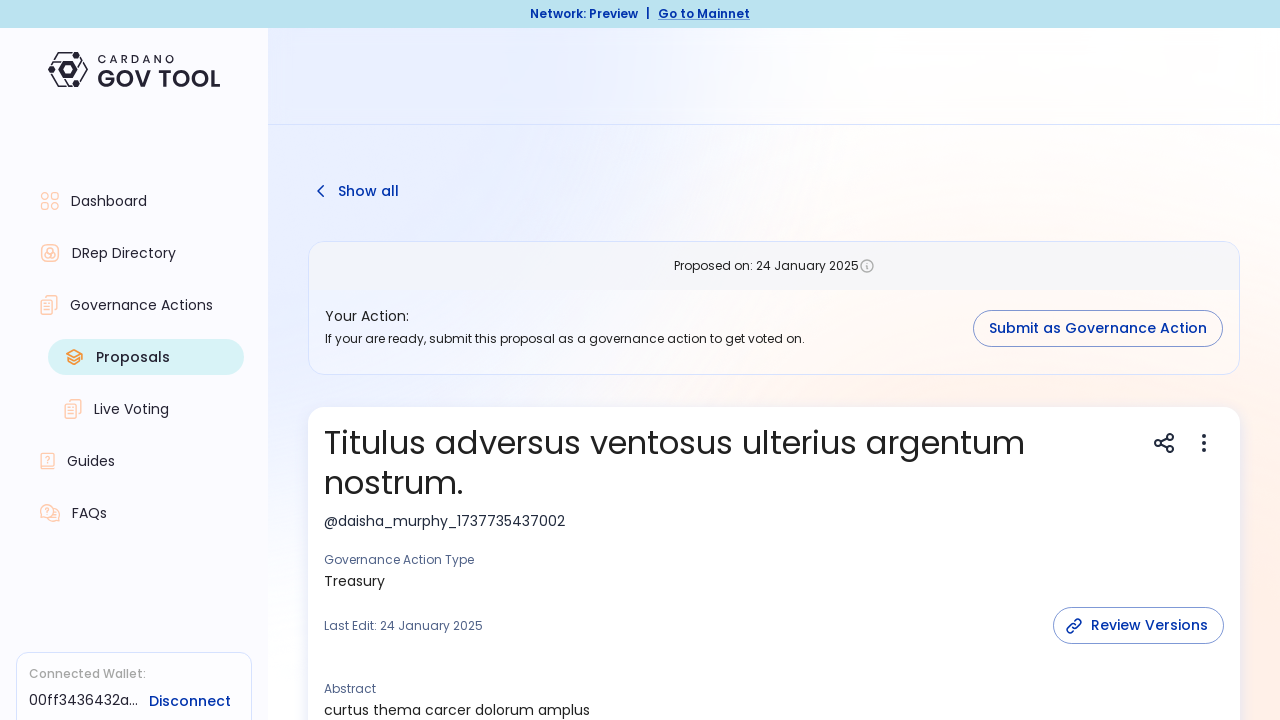 Network: Preview | Go to Mainnet
CARDANO
GOV TOOL
Dashboard
DRep Directory
Governance Actions
Proposals
Live Voting
Guides
FAQs
Connected Wallet:
00ff3436432a... Disconnect
Show all
Proposed on: 24 January 2025
Your Action:
If your are ready, submit this proposal as a governance action to get voted on.
Submit as Governance Action
Titulus adversus ventosus ulterius argentum
nostrum.
@daisha_murphy_1737735437002
Governance Action Type
Treasury
Last Edit: 24 January 2025
Review Versions
Abstract
curtus thema carcer dolorum amplus